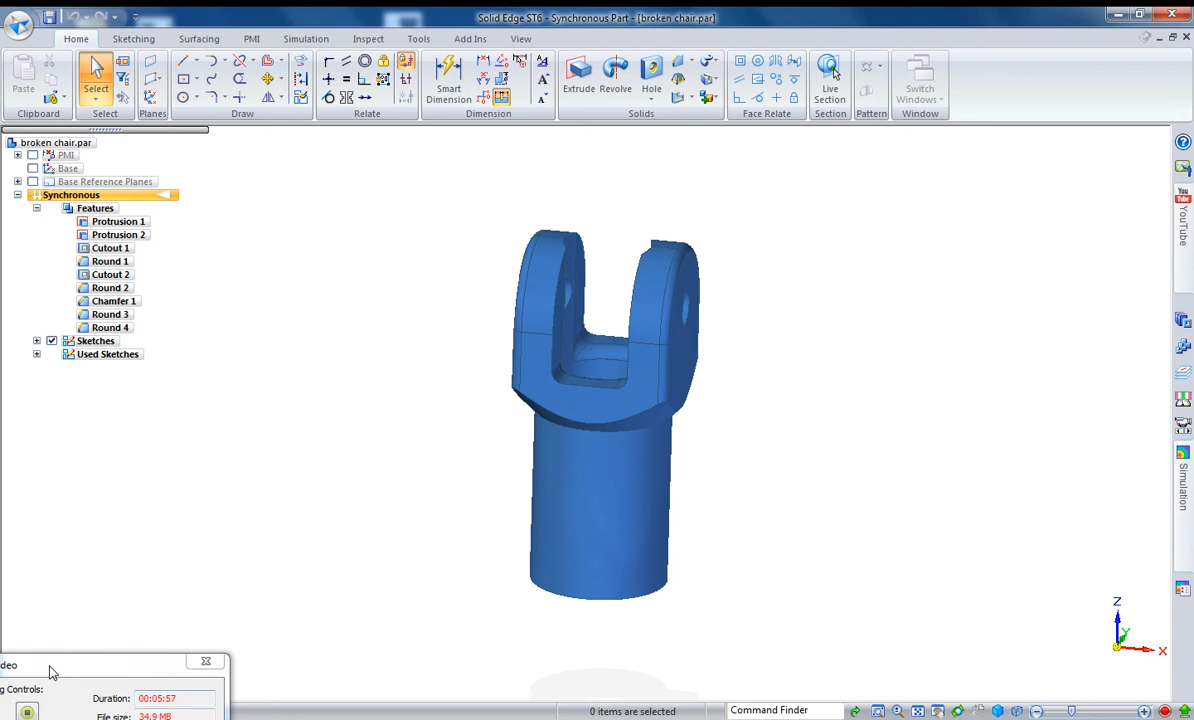 Solid Edge ST6 - Synchronous Part - [broken chair.par]
Home Sketching Surfacing PMI Simulation Inspect Tools Add Ins View
Paste Select Smart Dimension Extrude Revolve Hole Live Section Switch Windows
Clipboard Select Planes Draw Relate Dimension Solids Face Relate Section Pattern Window
broken chair.par
PMI
Base
Base Reference Planes
Synchronous
Features
Protrusion 1
Protrusion 2
Cutout 1
Round 1
Cutout 2
Round 2
Chamfer 1
Round 3
Round 4
Sketches
Used Sketches
You Tube
YouTube
Simulation
Z
Y
X
deo
g Controls:
Duration: 00:05:57
File size: 34.9 MB
0 items are selected
Command Finder